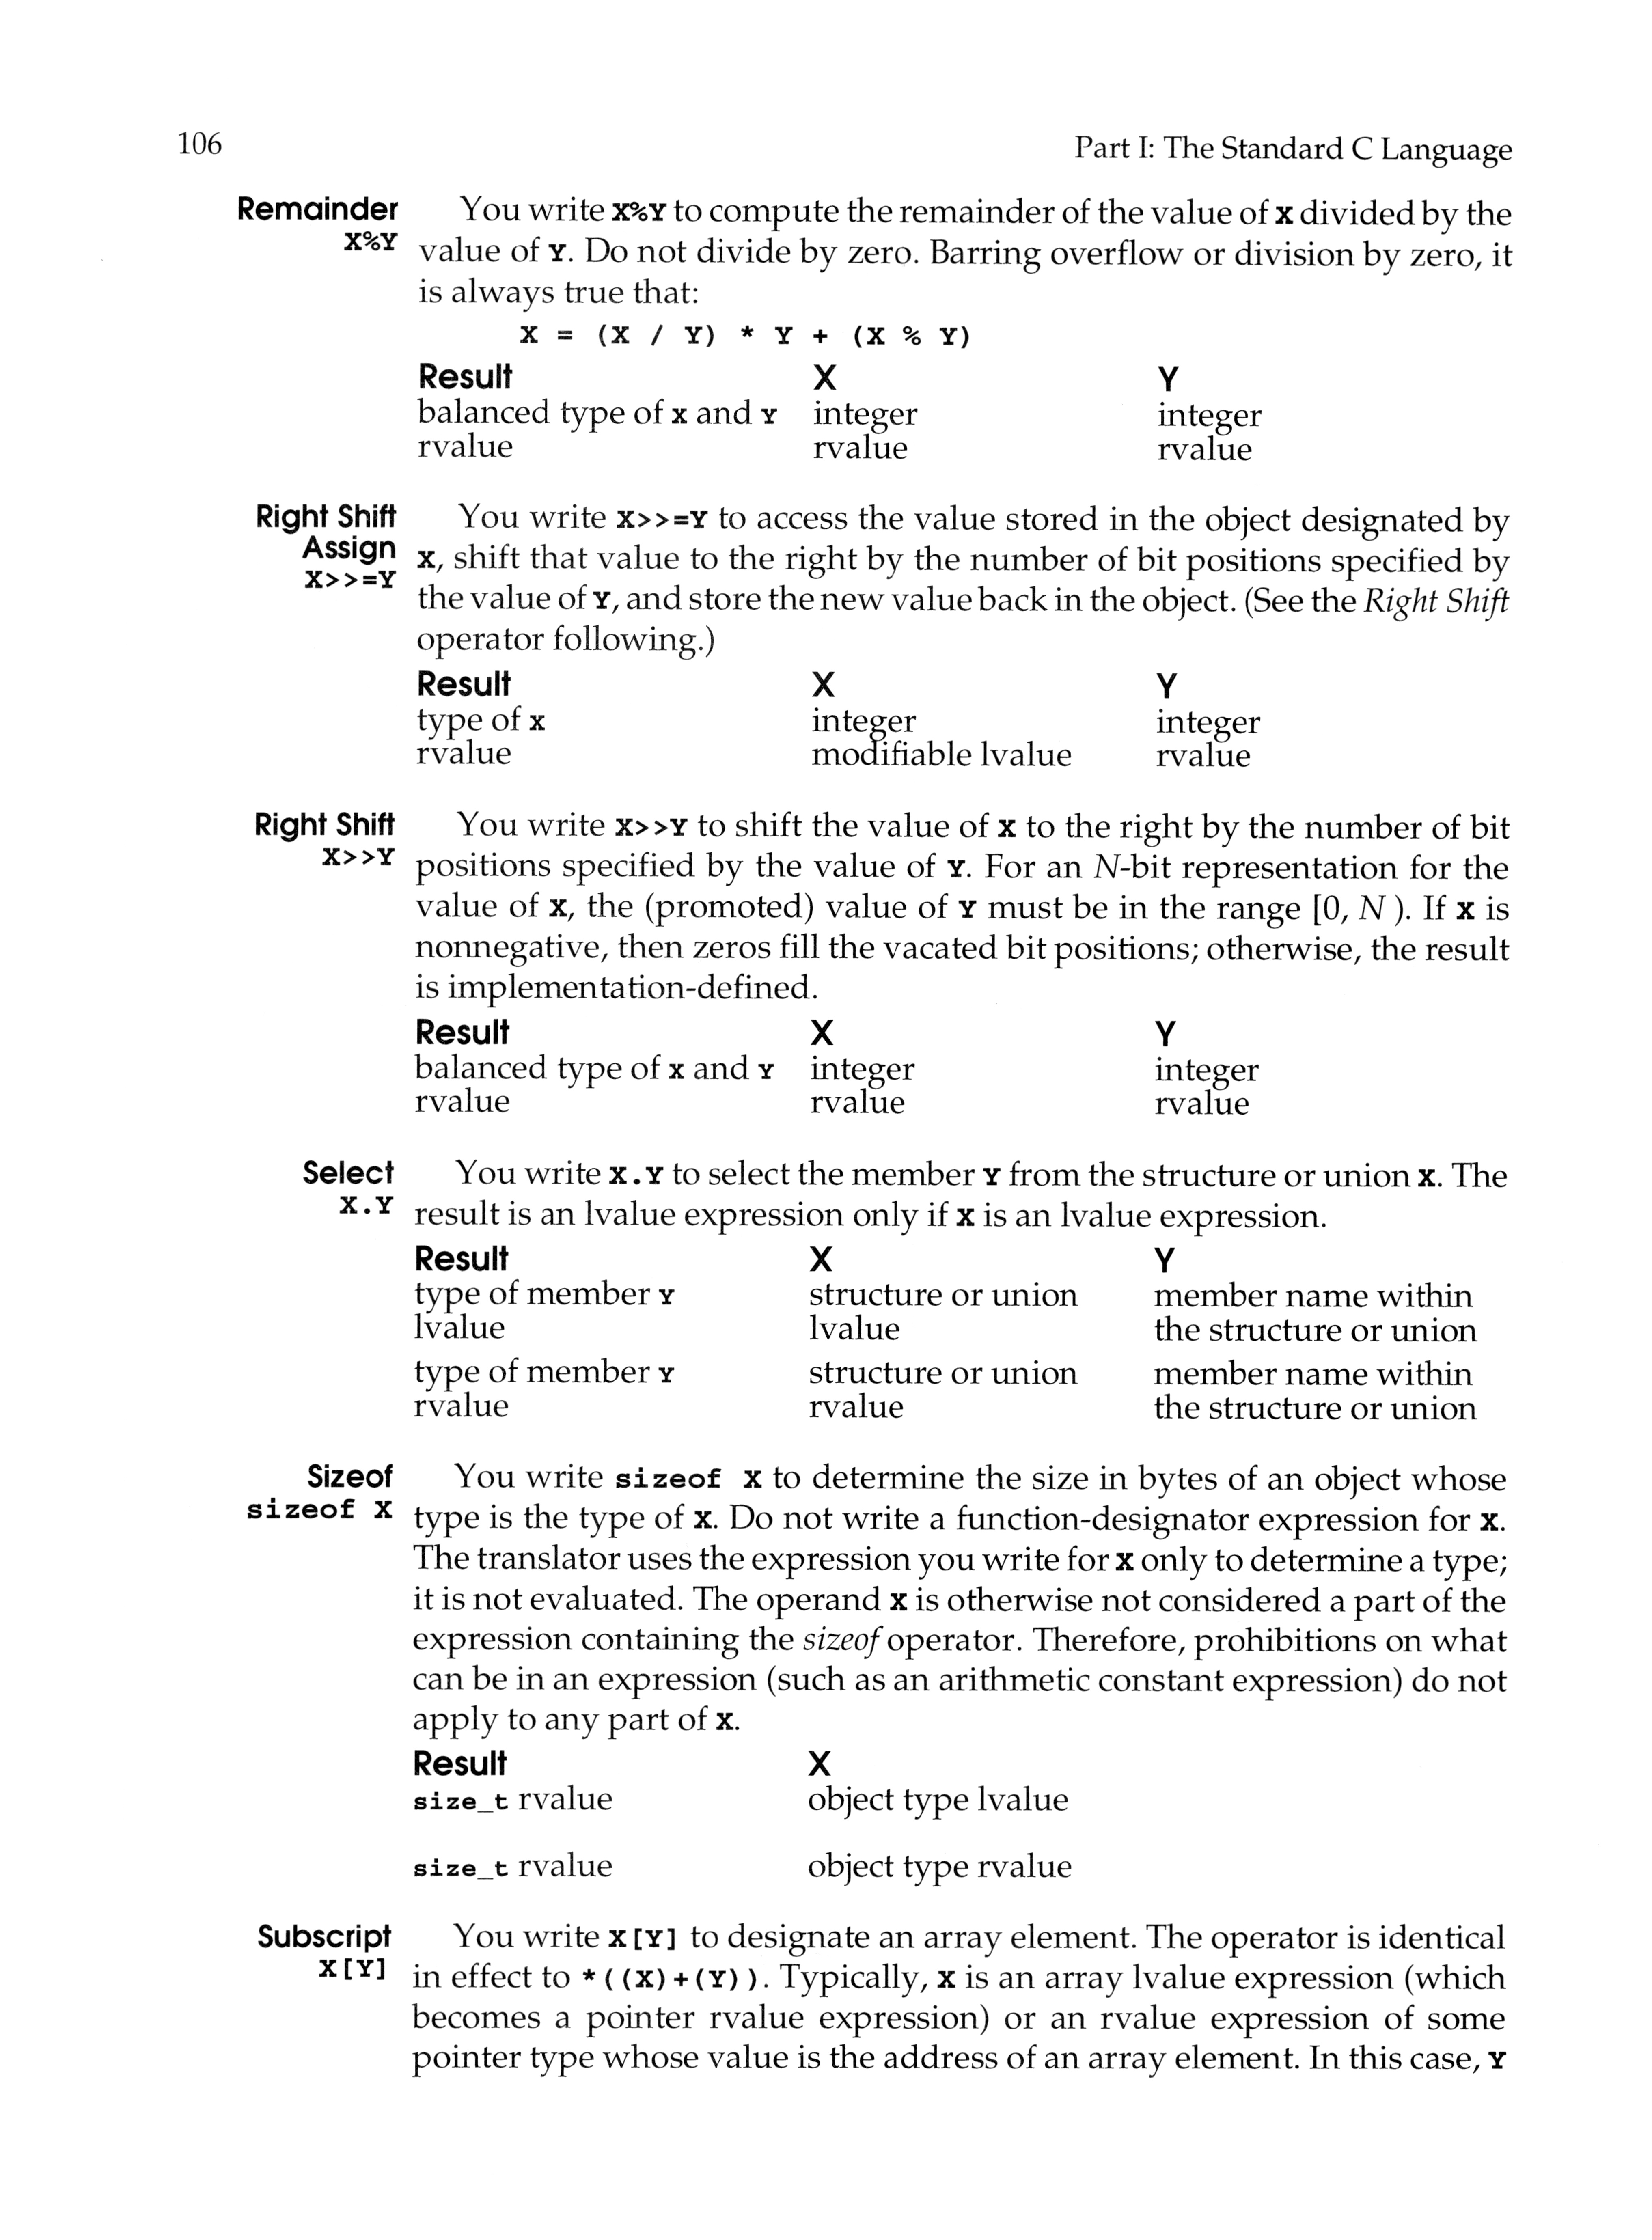 106
Part I: The Standard C Language
Remainder
X%Y
You write X%Y to compute the remainder of the value of X divided by the
value of Y. Do not divide by zero. Barring overflow or division by zero, it
is always true that:
X = (X / Y) * Y + (X % Y)
Result X Y
balanced type of X and Y integer integer
rvalue rvalue rvalue
Right Shift
Assign
X>>=Y
You write X>>=Y to access the value stored in the object designated by
X, shift that value to the right by the number of bit positions specified by
the value of Y, and store the new value back in the object. (See the Right Shift
operator following.)
Result X Y
type of X integer integer
rvalue modifiable lvalue rvalue
Right Shift
X>>Y
You write X>>Y to shift the value of X to the right by the number of bit
positions specified by the value of Y. For an N-bit representation for the
value of X, the (promoted) value of Y must be in the range [0, N ). If X is
nonnegative, then zeros fill the vacated bit positions; otherwise, the result
is implementation-defined.
Result X Y
balanced type of X and Y integer integer
rvalue rvalue rvalue
Select
X.Y
You write X.Y to select the member Y from the structure or union X. The
result is an lvalue expression only if X is an lvalue expression.
Result X Y
type of member Y structure or union member name within
lvalue lvalue the structure or union
type of member Y structure or union member name within
rvalue rvalue the structure or union
Sizeof
sizeof X
You write sizeof X to determine the size in bytes of an object whose
type is the type of X. Do not write a function-designator expression for X.
The translator uses the expression you write for X only to determine a type;
it is not evaluated. The operand X is otherwise not considered a part of the
expression containing the sizeof operator. Therefore, prohibitions on what
can be in an expression (such as an arithmetic constant expression) do not
apply to any part of X.
Result X
size_t rvalue object type lvalue
size_t rvalue object type rvalue
Subscript
X[Y]
You write X[Y] to designate an array element. The operator is identical
in effect to *((X)+(Y)). Typically, X is an array lvalue expression (which
becomes a pointer rvalue expression) or an rvalue expression of some
pointer type whose value is the address of an array element. In this case, Y